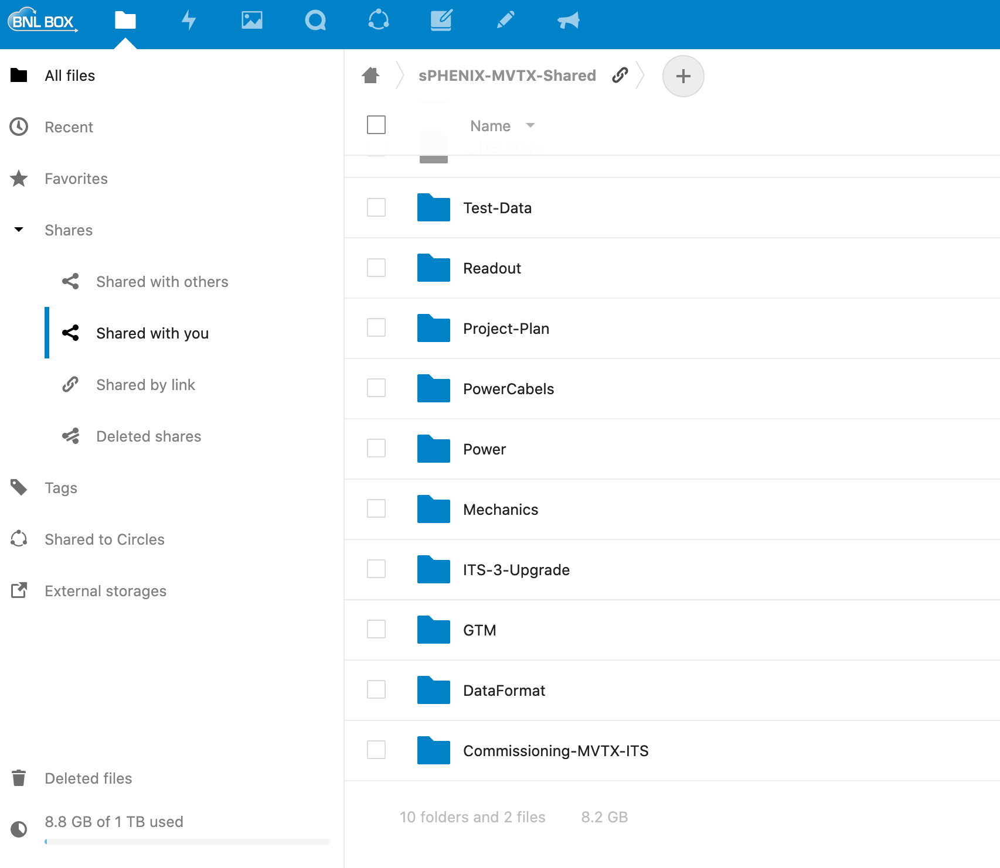 BNL BOX
All files
Recent
Favorites
Shares
Shared with others
Shared with you
Shared by link
Deleted shares
Tags
Shared to Circles
External storages
Deleted files
8.8 GB of 1 TB used
sPHENIX-MVTX-Shared
Name
._.DS_Store
Test-Data
Readout
Project-Plan
PowerCabels
Power
Mechanics
ITS-3-Upgrade
GTM
DataFormat
Commissioning-MVTX-ITS
10 folders and 2 files 8.2 GB